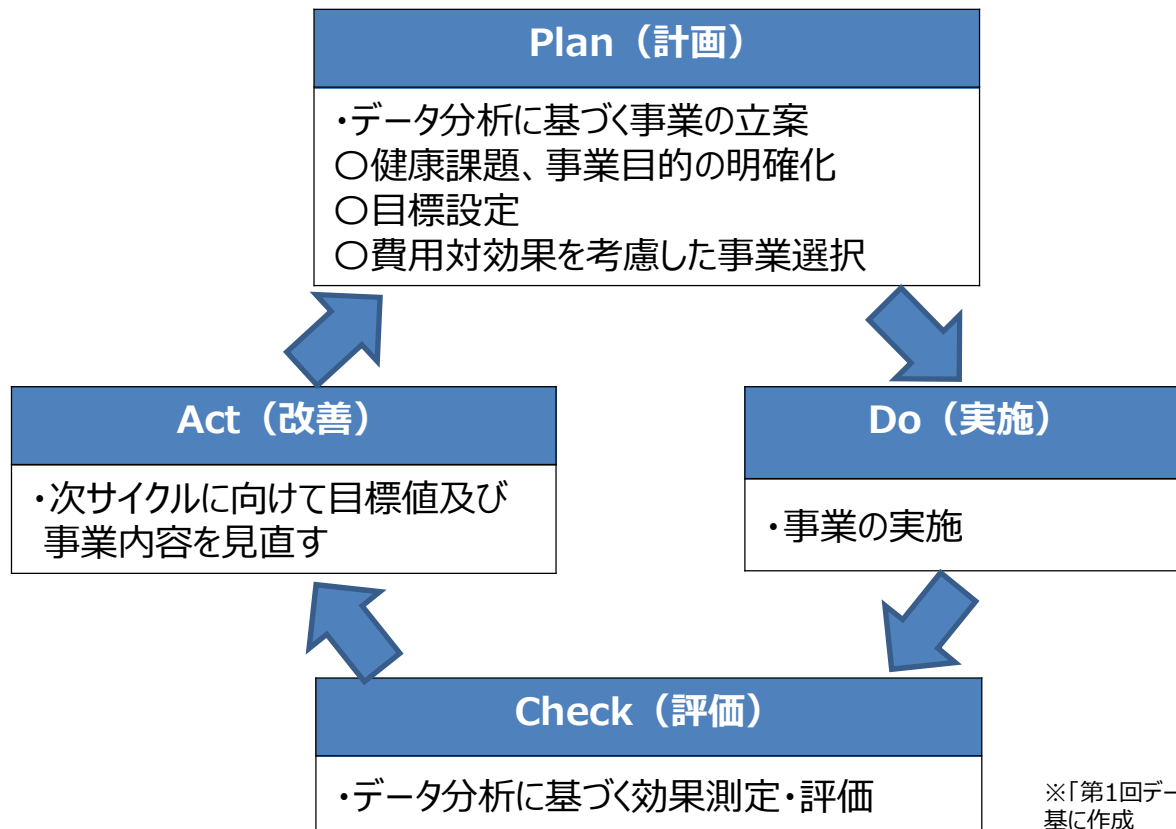 Plan（計画）
・データ分析に基づく事業の立案
〇健康課題、事業目的の明確化
〇目標設定
〇費用対効果を考慮した事業選択
Act（改善）
・次サイクルに向けて目標値及び
事業内容を見直す
Do（実施）
・事業の実施
Check（評価）
・データ分析に基づく効果測定・評価
※「第1回デー
基に作成